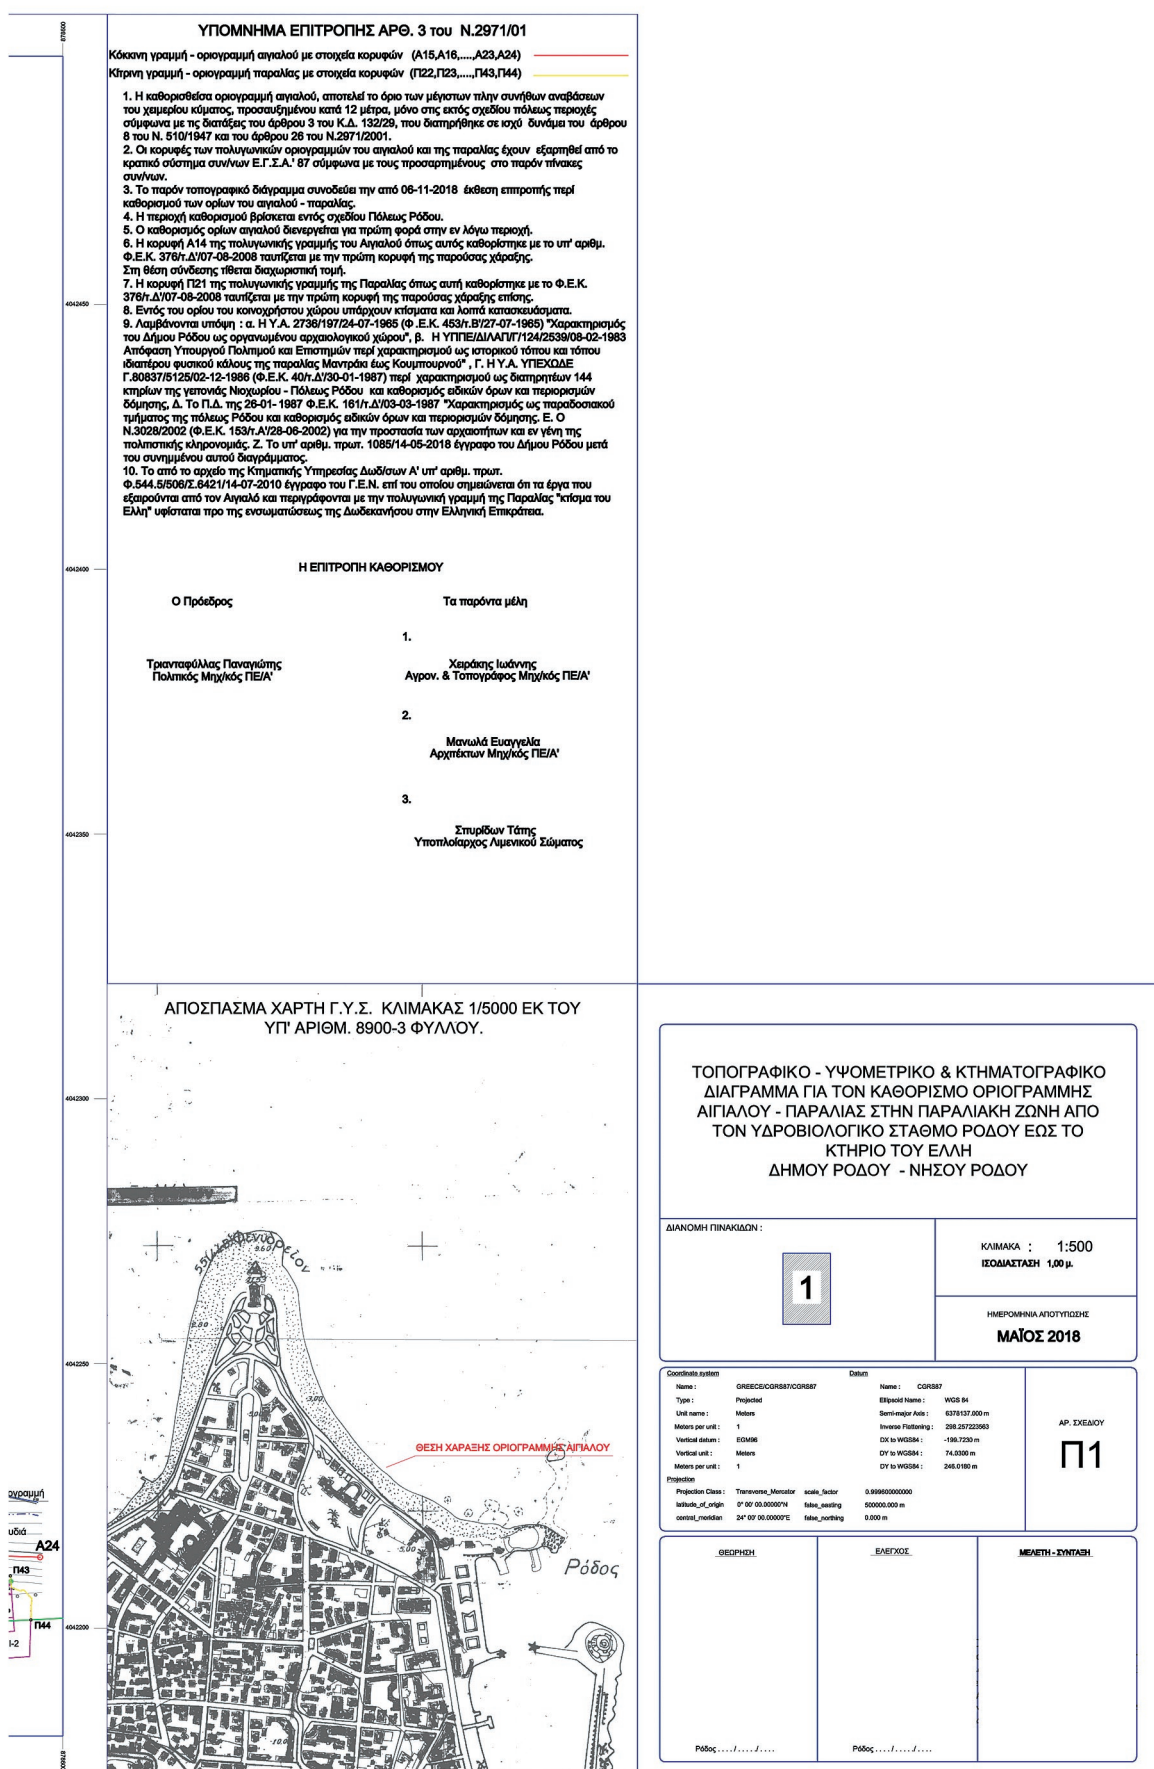 878600
ΥΠΟΜΝΗΜΑ ΕΠΙΤΡΟΠΗΣ ΑΡΘ. 3 του Ν.2971/01
Κόκκινη γραμμή - οριογραμμή αιγιαλού με στοιχεία κορυφών (Α15,Α16,....,Α23,Α24)
Κίτρινη γραμμή - οριογραμμή παραλίας με στοιχεία κορυφών (Π22,Π23,....,Π43,Π44)
1. Η καθορισθείσα οριογραμμή αιγιαλού, αποτελεί το όριο των μέγιστων πλην συνήθων αναβάσεων
του χειμερίου κύματος, προσαυξημένου κατά 12 μέτρα, μόνο στις εκτός σχεδίου πόλεως περιοχές
σύμφωνα με τις διατάξεις του άρθρου 3 του Κ.Δ. 132/29, που διατηρήθηκε σε ισχύ δυνάμει του άρθρου
8 του Ν. 510/1947 και του άρθρου 26 του Ν.2971/2001.
2. Οι κορυφές των πολυγωνικών οριογραμμών του αιγιαλού και της παραλίας έχουν εξαρτηθεί από το
κρατικό σύστημα συν/νων Ε.Γ.Σ.Α.' 87 σύμφωνα με τους προσαρτημένους στο παρόν πίνακες
συν/νων.
3. Το παρόν τοπογραφικό διάγραμμα συνοδεύει την από 06-11-2018 έκθεση επιτροπής περί
καθορισμού των ορίων του αιγιαλού - παραλίας.
4. Η περιοχή καθορισμού βρίσκεται εντός σχεδίου Πόλεως Ρόδου.
5. Ο καθορισμός ορίων αιγιαλού διενεργείται για πρώτη φορά στην εν λόγω περιοχή.
6. Η κορυφή Α14 της πολυγωνικής γραμμής του Αιγιαλού όπως αυτός καθορίστηκε με το υπ' αριθμ.
Φ.Ε.Κ. 376/τ.Δ'/07-08-2008 ταυτίζεται με την πρώτη κορυφή της παρούσας χάραξης.
Στη θέση σύνδεσης τίθεται διαχωριστική τομή.
7. Η κορυφή Π21 της πολυγωνικής γραμμής της Παραλίας όπως αυτή καθορίστηκε με το Φ.Ε.Κ.
376/τ.Δ'/07-08-2008 ταυτίζεται με την πρώτη κορυφή της παρούσας χάραξης επίσης.
8. Εντός του ορίου του κοινοχρήστου χώρου υπάρχουν κτίσματα και λοιπά κατασκευάσματα.
9. Λαμβάνονται υπόψη : α. Η Υ.Α. 2736/197/24-07-1965 (Φ.Ε.Κ. 453/τ.Β'/27-07-1965) "Χαρακτηρισμός
του Δήμου Ρόδου ως οργανωμένου αρχαιολογικού χώρου", β. Η ΥΠΠΕ/ΔΙΛΑΠ/Γ/124/2539/08-02-1983
Απόφαση Υπουργού Πολιτιμού και Επιστημών περί χαρακτηρισμού ως ιστορικού τόπου και τόπου
ιδιαιτέρου φυσικού κάλους της παραλίας Μαντράκι έως Κουμπουρνού" , Γ. Η Υ.Α. ΥΠΕΧΩΔΕ
Γ.80837/5125/02-12-1986 (Φ.Ε.Κ. 40/τ.Δ'/30-01-1987) περί χαρακτηρισμού ως διατηρητέων 144
κτηρίων της γειτονιάς Νιοχωρίου - Πόλεως Ρόδου και καθορισμός ειδικών όρων και περιορισμών
δόμησης, Δ. Το Π.Δ. της 26-01- 1987 Φ.Ε.Κ. 161/τ.Δ'/03-03-1987 "Χαρακτηρισμός ως παραδοσιακού
τμήματος της πόλεως Ρόδου και καθορισμός ειδικών όρων και περιορισμων δόμησης. Ε. Ο
Ν.3028/2002 (Φ.Ε.Κ. 153/τ.Α'/28-06-2002) για την προστασία των αρχαιοτήτων και εν γένη της
πολιτιστικής κληρονομιάς. Ζ. Το υπ' αριθμ. πρωτ. 1085/14-05-2018 έγγραφο του Δήμου Ρόδου μετά
του συνημμένου αυτού διαγράμματος.
10. Το από το αρχείο της Κτηματικής Υπηρεσίας Δωδ/σων Α' υπ' αριθμ. πρωτ.
Φ.544.5/506/Σ.6421/14-07-2010 έγγραφο του Γ.Ε.Ν. επί του οποίου σημειώνεται ότι τα έργα που
εξαιρούνται από τον Αιγιαλό και περιγράφονται με την πολυγωνική γραμμή της Παραλίας "κτίσμα του
Ελλη" υφίσταται προ της ενσωματώσεως της Δωδεκανήσου στην Ελληνική Επικράτεια.
4042450
4042400
4042350
Η ΕΠΙΤΡΟΠΗ ΚΑΘΟΡΙΣΜΟΥ
Ο Πρόεδρος
Τα παρόντα μέλη
1.
Τριανταφύλλας Παναγιώτης
Πολιτικός Μηχ/κός ΠΕ/Α'
Χειράκης Ιωάννης
Αγρον. & Τοπογράφος Μηχ/κός ΠΕ/Α'
2.
Μανωλά Ευαγγελία
Αρχιτέκτων Μηχ/κός ΠΕ/Α'
3.
Σπυρίδων Τάτης
Υποπλοίαρχος Λιμενικού Σώματος
ΑΠΟΣΠΑΣΜΑ ΧΑΡΤΗ Γ.Υ.Σ. ΚΛΙΜΑΚΑΣ 1/5000 ΕΚ ΤΟΥ
ΥΠ' ΑΡΙΘΜ. 8900-3 ΦΥΛΛΟΥ.
4042300
4042250
4042200
9.60
2.80
3.00
5.00
-10.0
ΘΕΣΗ ΧΑΡΑΞΗΣ ΟΡΙΟΓΡΑΜΜΗΣ ΑΙΓΙΑΛΟΥ
Ρόδος
Α24
Π43
Π44
ΤΟΠΟΓΡΑΦΙΚΟ - ΥΨΟΜΕΤΡΙΚΟ & ΚΤΗΜΑΤΟΓΡΑΦΙΚΟ
ΔΙΑΓΡΑΜΜΑ ΓΙΑ ΤΟΝ ΚΑΘΟΡΙΣΜΟ ΟΡΙΟΓΡΑΜΜΗΣ
ΑΙΓΙΑΛΟΥ - ΠΑΡΑΛΙΑΣ ΣΤΗΝ ΠΑΡΑΛΙΑΚΗ ΖΩΝΗ ΑΠΟ
ΤΟΝ ΥΔΡΟΒΙΟΛΟΓΙΚΟ ΣΤΑΘΜΟ ΡΟΔΟΥ ΕΩΣ ΤΟ
ΚΤΗΡΙΟ ΤΟΥ ΕΛΛΗ
ΔΗΜΟΥ ΡΟΔΟΥ - ΝΗΣΟΥ ΡΟΔΟΥ
ΔΙΑΝΟΜΗ ΠΙΝΑΚΙΔΩΝ :
1
ΚΛΙΜΑΚΑ : 1:500
ΙΣΟΔΙΑΣΤΑΣΗ 1,00 μ.
ΗΜΕΡΟΜΗΝΙΑ ΑΠΟΤΥΠΩΣΗΣ
ΜΑΪΟΣ 2018
Coordinate system Datum
Name : GREECE/CGRS87/CGRS87 Name : CGRS87
Type : Projected Ellipsoid Name : WGS 84
Unit name : Meters Semi-major Axis : 6378137.000 m
Meters per unit : 1 Inverse Flattening : 298.257223563
Vertical datum : EGM96 DX to WGS84 : -199.7230 m
Vertical unit : Meters DY to WGS84 : 74.0300 m
Meters per unit : 1 DY to WGS84 : 246.0180 m
Projection
Projection Class : Transverse_Mercator scale_factor 0.999600000000
latitude_of_origin 0° 00' 00.00000"N false_easting 500000.000 m
central_meridian 24° 00' 00.00000"E false_northing 0.000 m
ΑΡ. ΣΧΕΔΙΟΥ
Π1
ΘΕΩΡΗΣΗ
ΕΛΕΓΧΟΣ
ΜΕΛΕΤΗ - ΣΥΝΤΑΞΗ
Ρόδος . . . . / . . . . . / . . . .
Ρόδος . . . . / . . . . . / . . . .